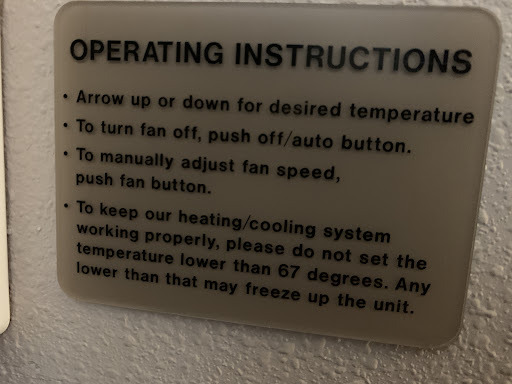 OPERATING INSTRUCTIONS
• Arrow up or down for desired temperature
• To turn fan off, push off/auto button.
• To manually adjust fan speed,
push fan button.
• To keep our heating/cooling system
working properly, please do not set the
temperature lower than 67 degrees. Any
lower than that may freeze up the unit.